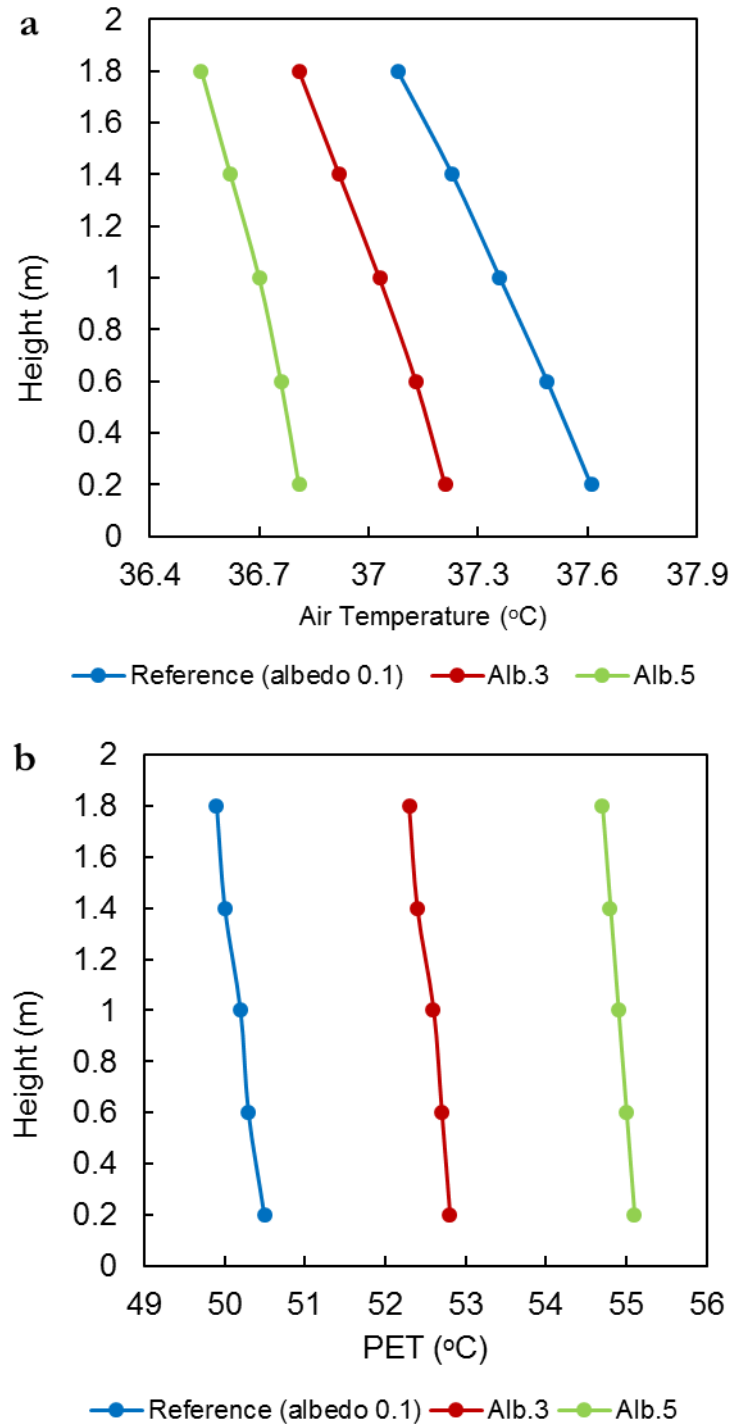 a
2
1.8
1.6
1.4
1.2
1
0.8
0.6
0.4
0.2
0
Height (m)
36.4 36.7 37 37.3 37.6 37.9
Air Temperature (oC)
Reference (albedo 0.1) Alb.3 Alb.5
b
2
1.8
1.6
1.4
1.2
1
0.8
0.6
0.4
0.2
0
Height (m)
49 50 51 52 53 54 55 56
PET (oC)
Reference (albedo 0.1) Alb.3 Alb.5